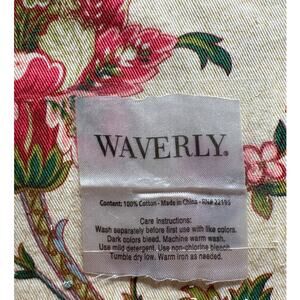 WAVERLY®
Content: 100% Cotton - Made in China - RN# 22195
Care Instructions:
Wash separately before first use with like colors.
Dark colors bleed. Machine warm wash.
Use mild detergent. Use non-chlorine bleach.
Tumble dry low. Warm iron as needed.